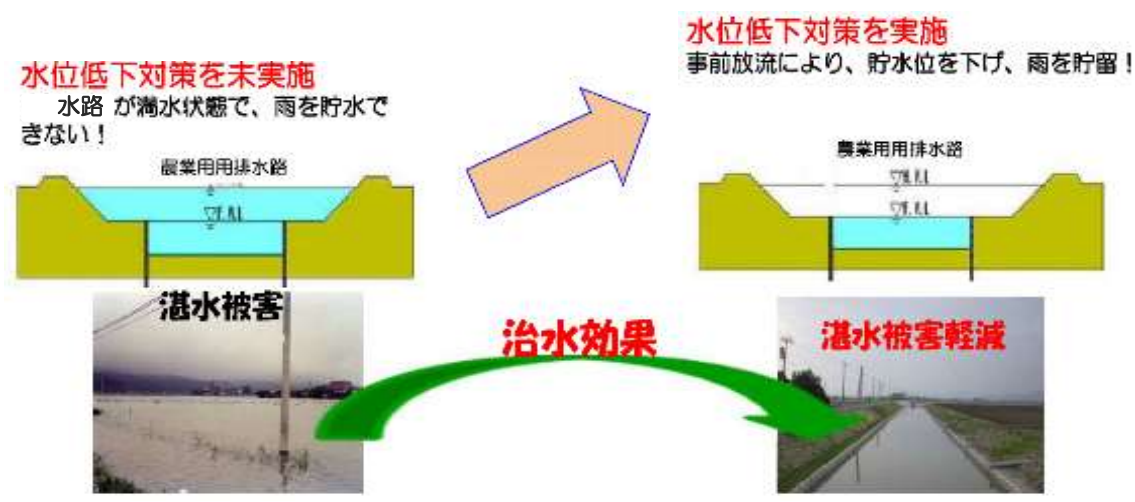 水位低下対策を未実施
水路 が満水状態で、雨を貯水で
きない！
農業用用排水路
水位低下対策を実施
事前放流により、貯水位を下げ、雨を貯留！
農業用用排水路
湛水被害
治水効果
湛水被害軽減